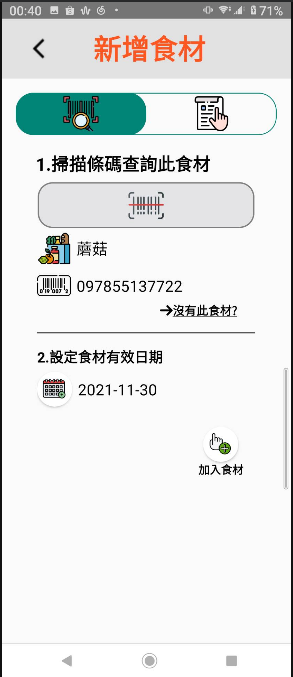 00:40
71%
新增食材
1.掃描條碼查詢此食材
蘑菇
097855137722
→沒有此食材?
2.設定食材有效日期
2021-11-30
加入食材